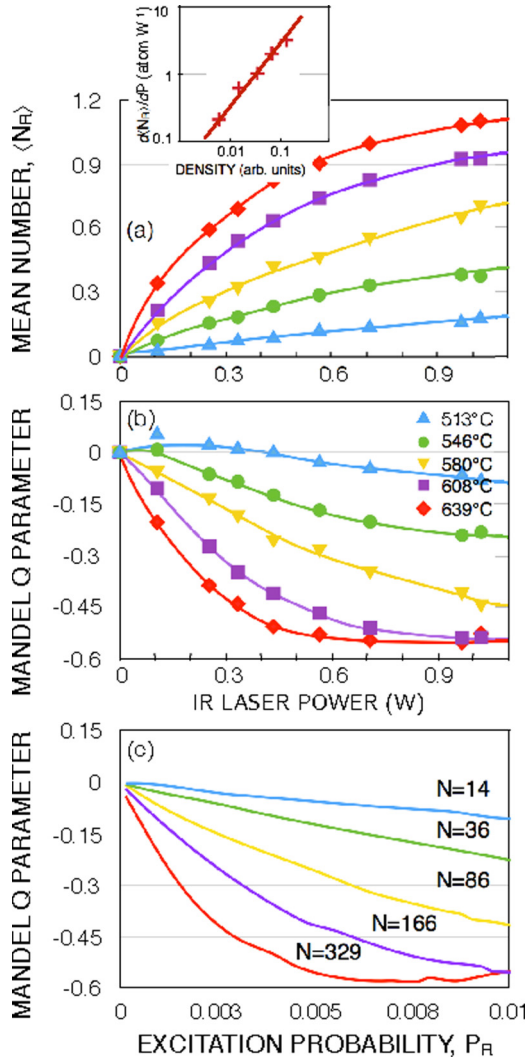 10
1
0.1
d⟨N_R⟩/dP (atom W⁻¹)
0.01 0.1
DENSITY (arb. units)
1.2
0.9
0.6
0.3
0
MEAN NUMBER, ⟨N_R⟩
(a)
0 0.3 0.6 0.9
0.15
0
-0.15
-0.3
-0.45
-0.6
MANDEL Q PARAMETER
(b)
513°C
546°C
580°C
608°C
639°C
0 0.3 0.6 0.9
IR LASER POWER (W)
0.15
0
-0.15
-0.3
-0.45
-0.6
MANDEL Q PARAMETER
(c)
N=14
N=36
N=86
N=166
N=329
0 0.003 0.005 0.008 0.01
EXCITATION PROBABILITY, P_R